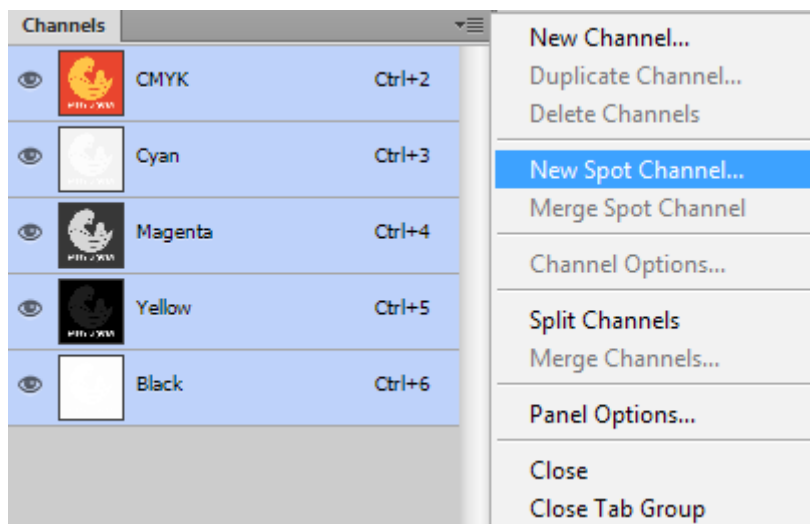 Channels
CMYK Ctrl+2
Cyan Ctrl+3
Magenta Ctrl+4
Yellow Ctrl+5
Black Ctrl+6
New Channel...
Duplicate Channel...
Delete Channels
New Spot Channel...
Merge Spot Channel
Channel Options...
Split Channels
Merge Channels...
Panel Options...
Close
Close Tab Group